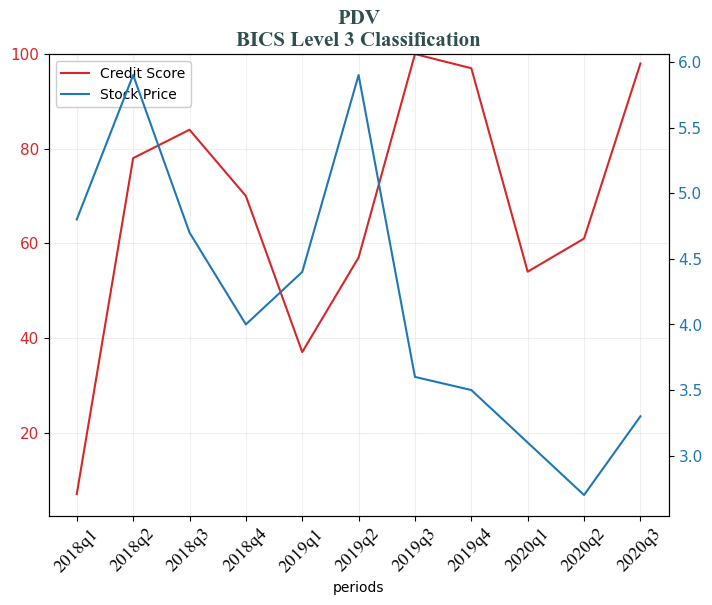 PDV
BICS Level 3 Classification
Credit Score
Stock Price
100
80
60
40
20
6.0
5.5
5.0
4.5
4.0
3.5
3.0
2018q1
2018q2
2018q3
2018q4
2019q1
2019q2
2019q3
2019q4
2020q1
2020q2
2020q3
periods